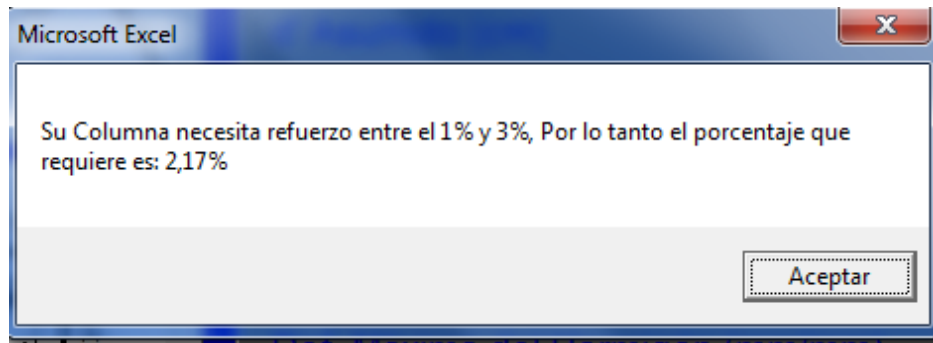 Microsoft Excel
Su Columna necesita refuerzo entre el 1% y 3%, Por lo tanto el porcentaje que
requiere es: 2,17%
Aceptar